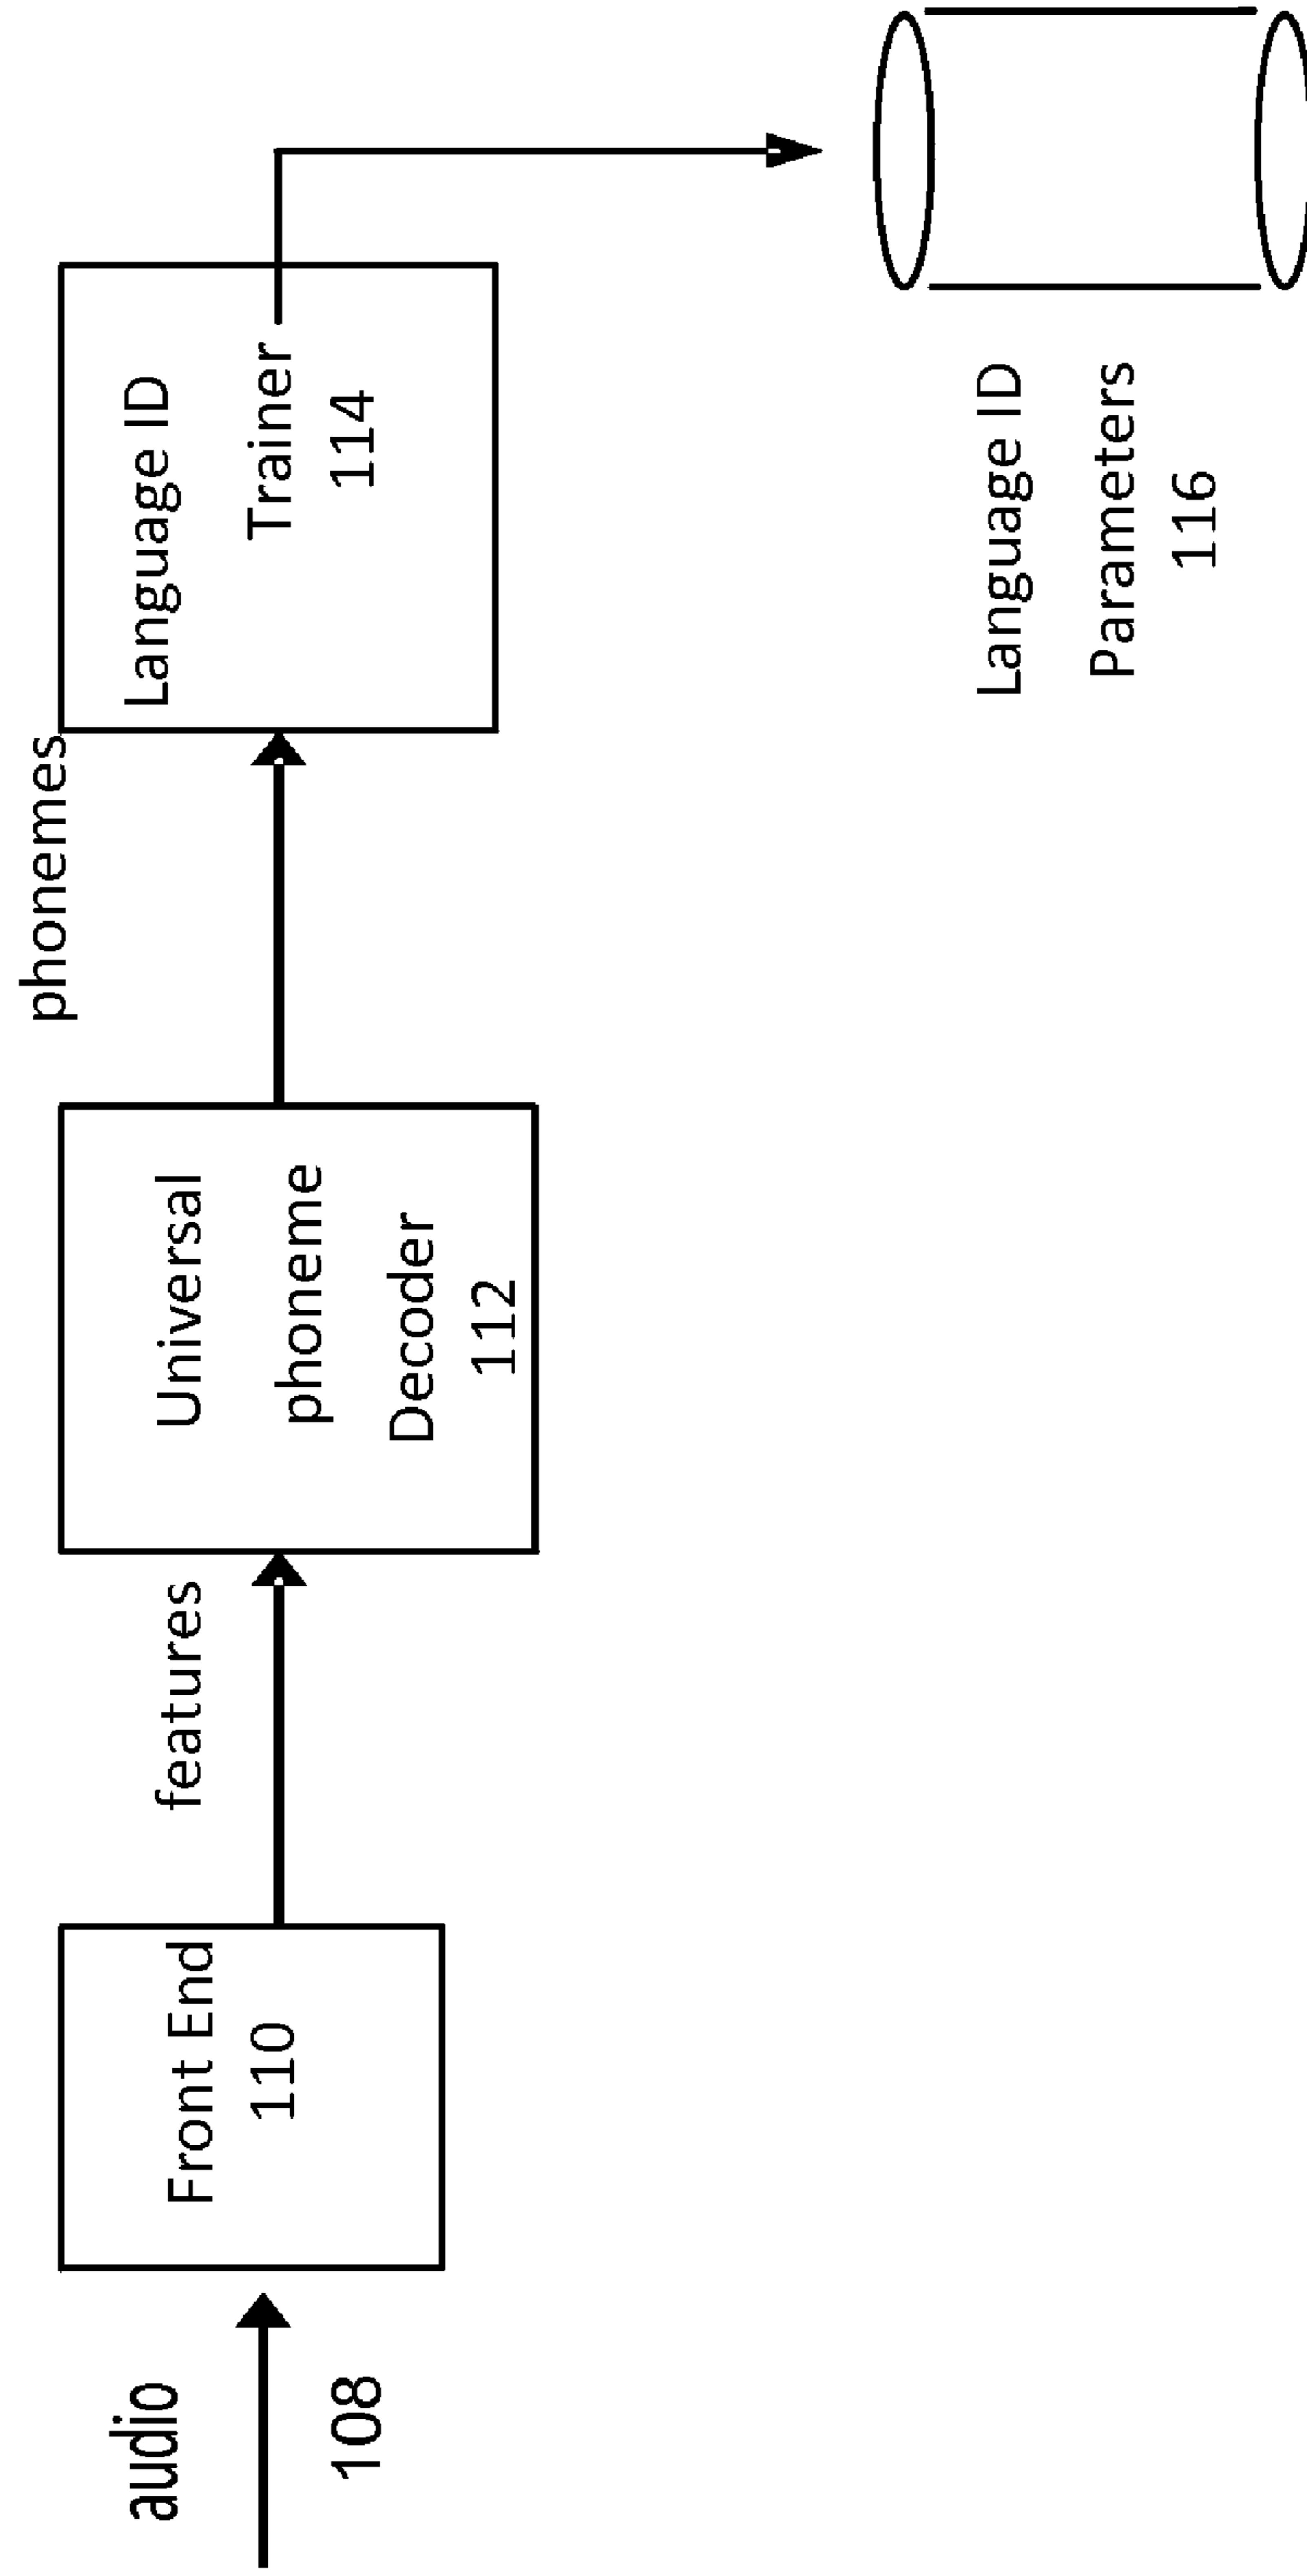 audio
108
Front End
110
features
Universal
phoneme
Decoder
112
phonemes
Language ID
Trainer
114
Language ID
Parameters
116